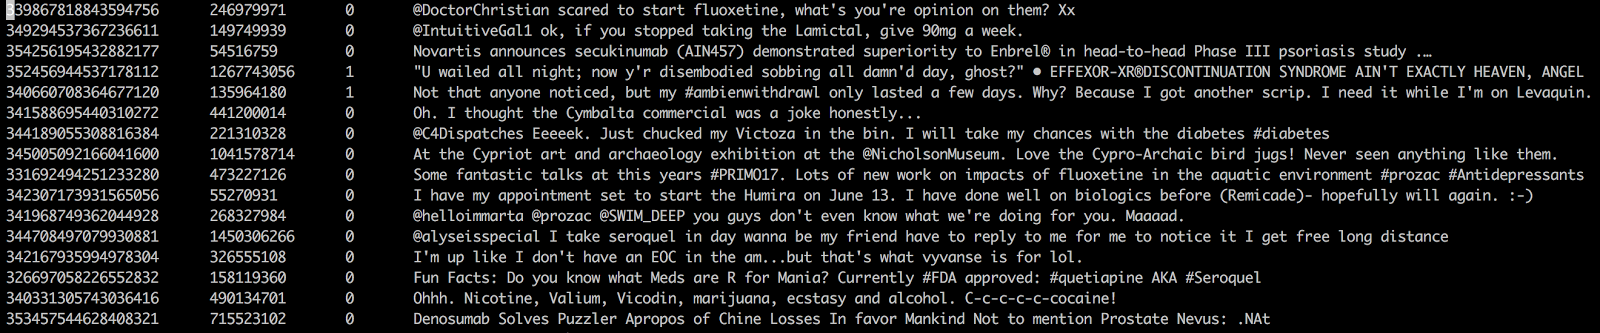 339867818843594756 246979971 0 @DoctorChristian scared to start fluoxetine, what's you're opinion on them? Xx
349294537367236611 149749939 0 @IntuitiveGal1 ok, if you stopped taking the Lamictal, give 90mg a week.
354256195432882177 54516759 0 Novartis announces secukinumab (AIN457) demonstrated superiority to Enbrel® in head-to-head Phase III psoriasis study .…
352456944537178112 1267743056 1 "U wailed all night; now y'r disembodied sobbing all damn'd day, ghost?" • EFFEXOR-XR®DISCONTINUATION SYNDROME AIN'T EXACTLY HEAVEN, ANGEL
340660708364677120 135964180 1 Not that anyone noticed, but my #ambienwithdrawl only lasted a few days. Why? Because I got another scrip. I need it while I'm on Levaquin.
341588695440310272 441200014 0 Oh. I thought the Cymbalta commercial was a joke honestly...
344189055308816384 221310328 0 @C4Dispatches Eeeeek. Just chucked my Victoza in the bin. I will take my chances with the diabetes #diabetes
345005092166041600 1041578714 0 At the Cypriot art and archaeology exhibition at the @NicholsonMuseum. Love the Cypro-Archaic bird jugs! Never seen anything like them.
331692494251233280 473227126 0 Some fantastic talks at this years #PRIMO17. Lots of new work on impacts of fluoxetine in the aquatic environment #prozac #Antidepressants
342307173931565056 55270931 0 I have my appointment set to start the Humira on June 13. I have done well on biologics before (Remicade)- hopefully will again. :-)
341968749362044928 268327984 0 @helloimmarta @prozac @SWIM_DEEP you guys don't even know what we're doing for you. Maaaad.
344708497079930881 1450306266 0 @alyseisspecial I take seroquel in day wanna be my friend have to reply to me for me to notice it I get free long distance
342167935994978304 326555108 0 I'm up like I don't have an EOC in the am...but that's what vyvanse is for lol.
326697058226552832 158119360 0 Fun Facts: Do you know what Meds are R for Mania? Currently #FDA approved: #quetiapine AKA #Seroquel
340331305743036416 490134701 0 Ohhh. Nicotine, Valium, Vicodin, marijuana, ecstasy and alcohol. C-c-c-c-c-cocaine!
353457544628408321 715523102 0 Denosumab Solves Puzzler Apropos of Chine Losses In favor Mankind Not to mention Prostate Nevus: .NAt